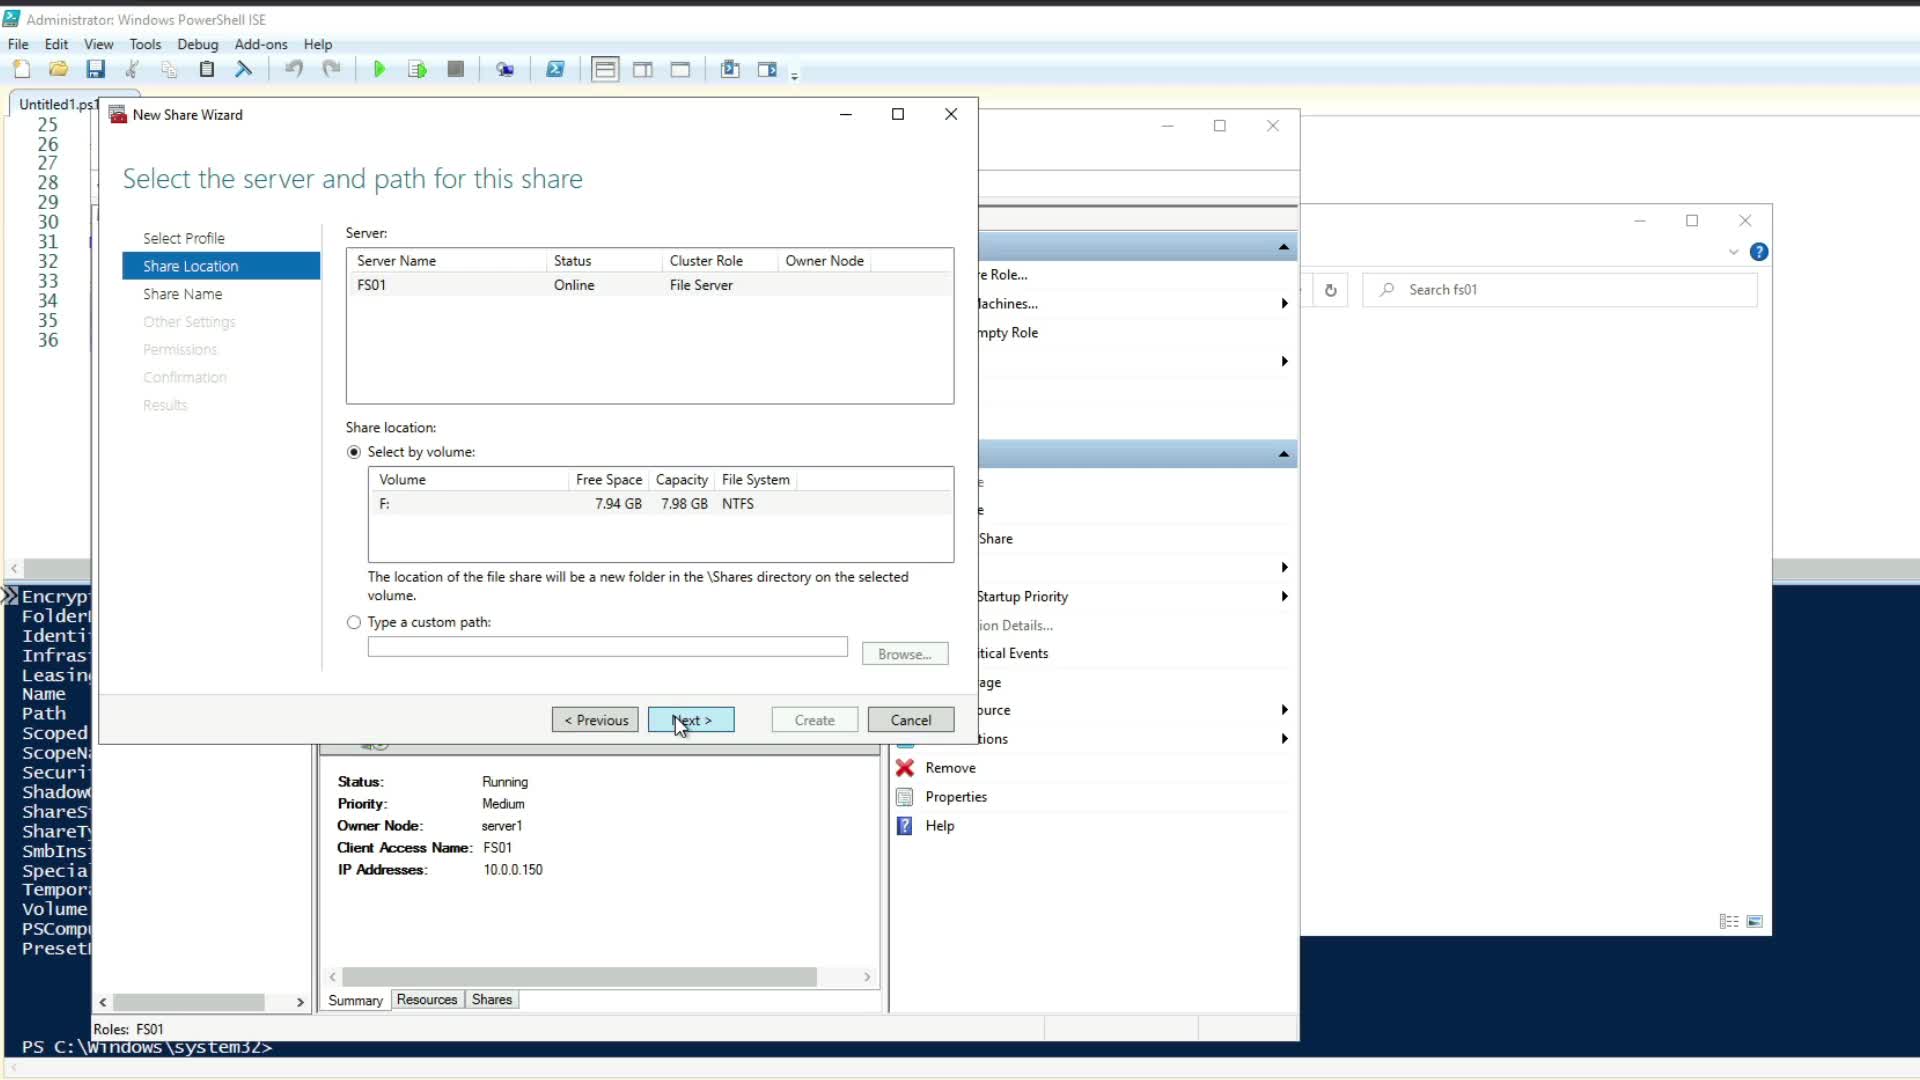 Administrator: Windows PowerShell ISE
File Edit View Tools Debug Add-ons Help
Untitled1.ps1
25
26
27
28
29
30
31
32
33
34
35
36
New Share Wizard
Select the server and path for this share
Select Profile
Share Location
Share Name
Other Settings
Permissions
Confirmation
Results
Server:
Server Name Status Cluster Role Owner Node
FS01 Online File Server
Share location:
Select by volume:
Volume Free Space Capacity File System
F: 7.94 GB 7.98 GB NTFS
The location of the file share will be a new folder in the \Shares directory on the selected
volume.
Type a custom path:
Browse...
< Previous Next > Create Cancel
e Role...
achines...
mpty Role
e
e
Share
Startup Priority
ion Details...
itical Events
age
ource
tions
Remove
Properties
Help
Search fs01
Encryp
Folder
Identi
Infras
Leasing
Name
Path
Scoped
ScopeNa
Securi
Shadow
ShareS
ShareTy
SmbIns
Specia
Tempora
Volume
PSCompu
Preset
Status: Running
Priority: Medium
Owner Node: server1
Client Access Name: FS01
IP Addresses: 10.0.0.150
Summary Resources Shares
Roles: FS01
PS C:\Windows\system32>